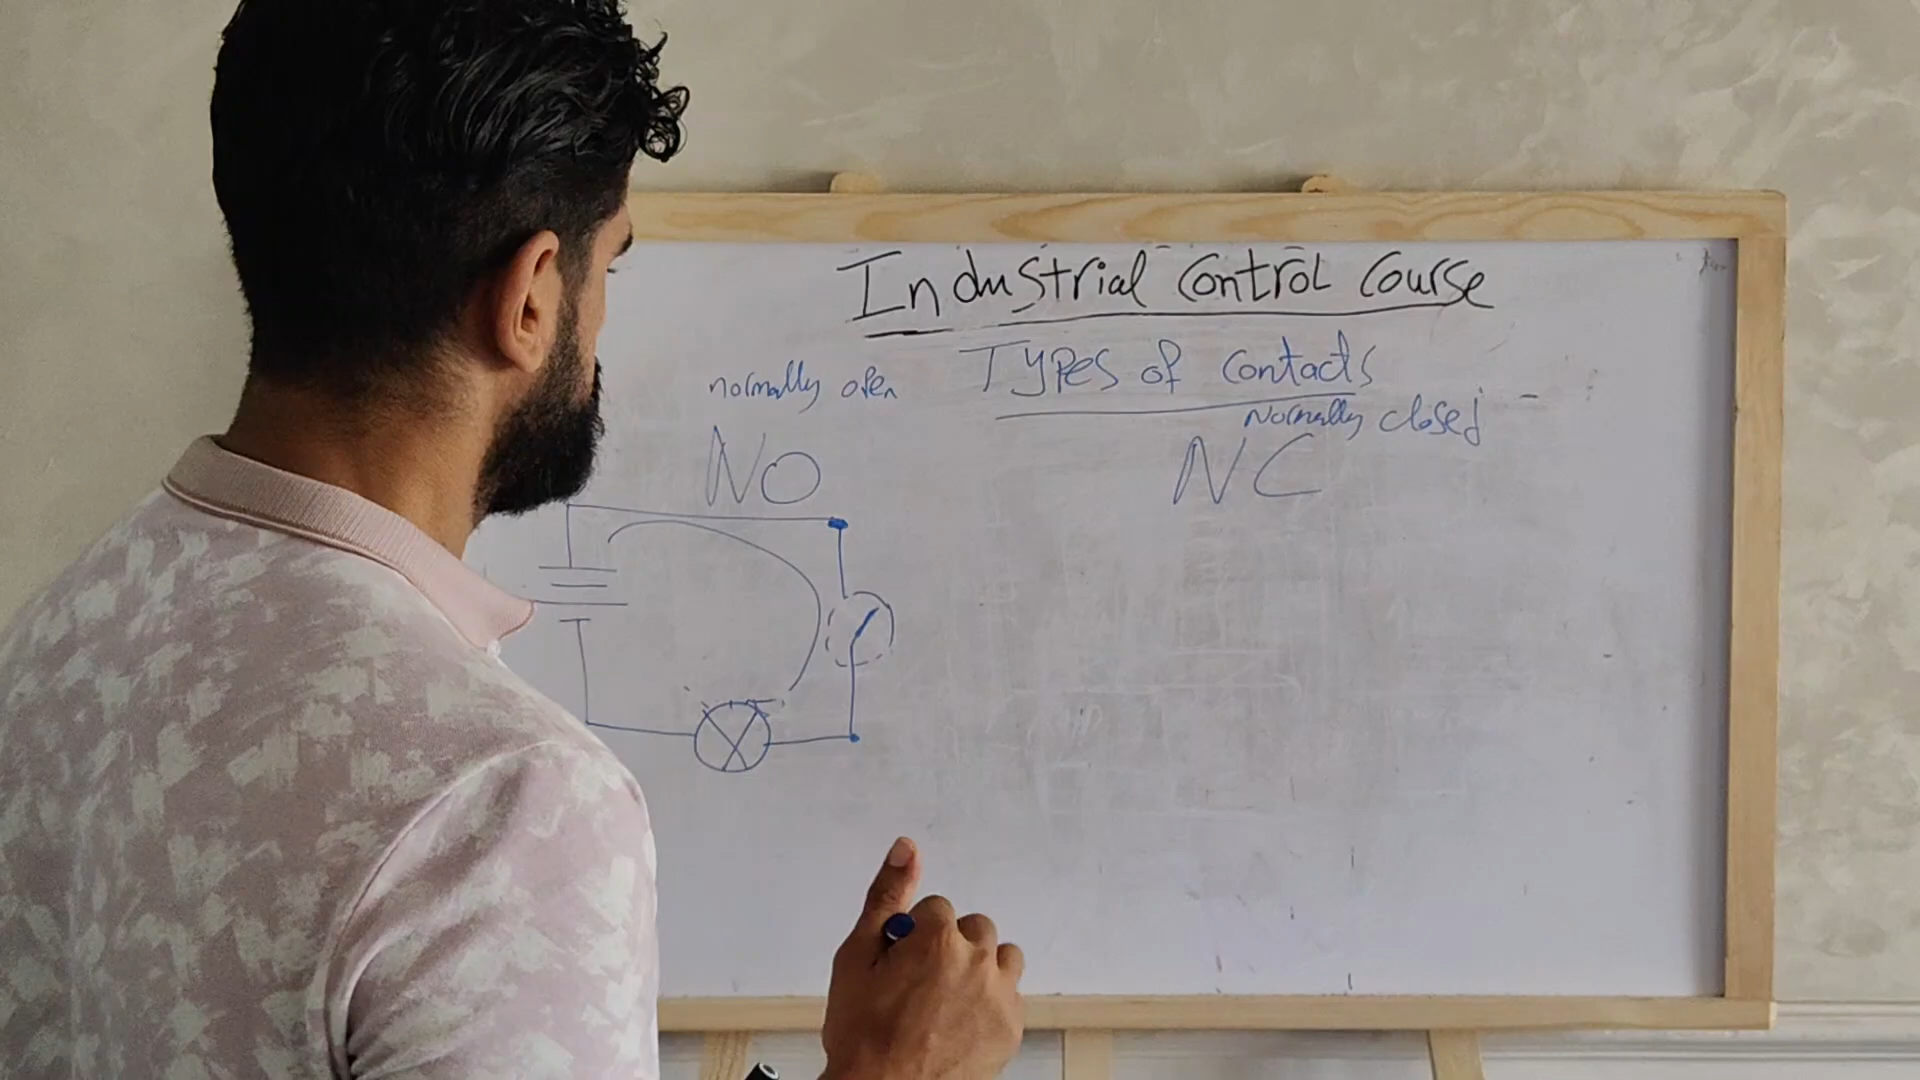 Industrial Control Course
Types of contacts
normally open
Normally closed
NO
NC